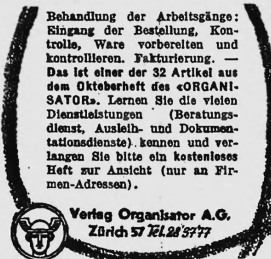 Behandlung der Arbeitsgänge:
Eingang der Bestellung, Kon-
trolle, Ware vorbereiten und
kontrollieren. Fakturierung. —
Das ist einer der 32 Artikel aus
dem Oktoberheft des «ORGANI-
SATOR». Lernen Sie die vielen
Dienstleistungen (Beratungs-
dienst, Ausleih- und Dokumen-
tationsdienste) kennen und ver-
langen Sie bitte ein kostenloses
Heft zur Ansicht (nur an Fir-
men-Adressen).
Verlag Organisator A.G.
Zürich 57 Tel. 28 37 77